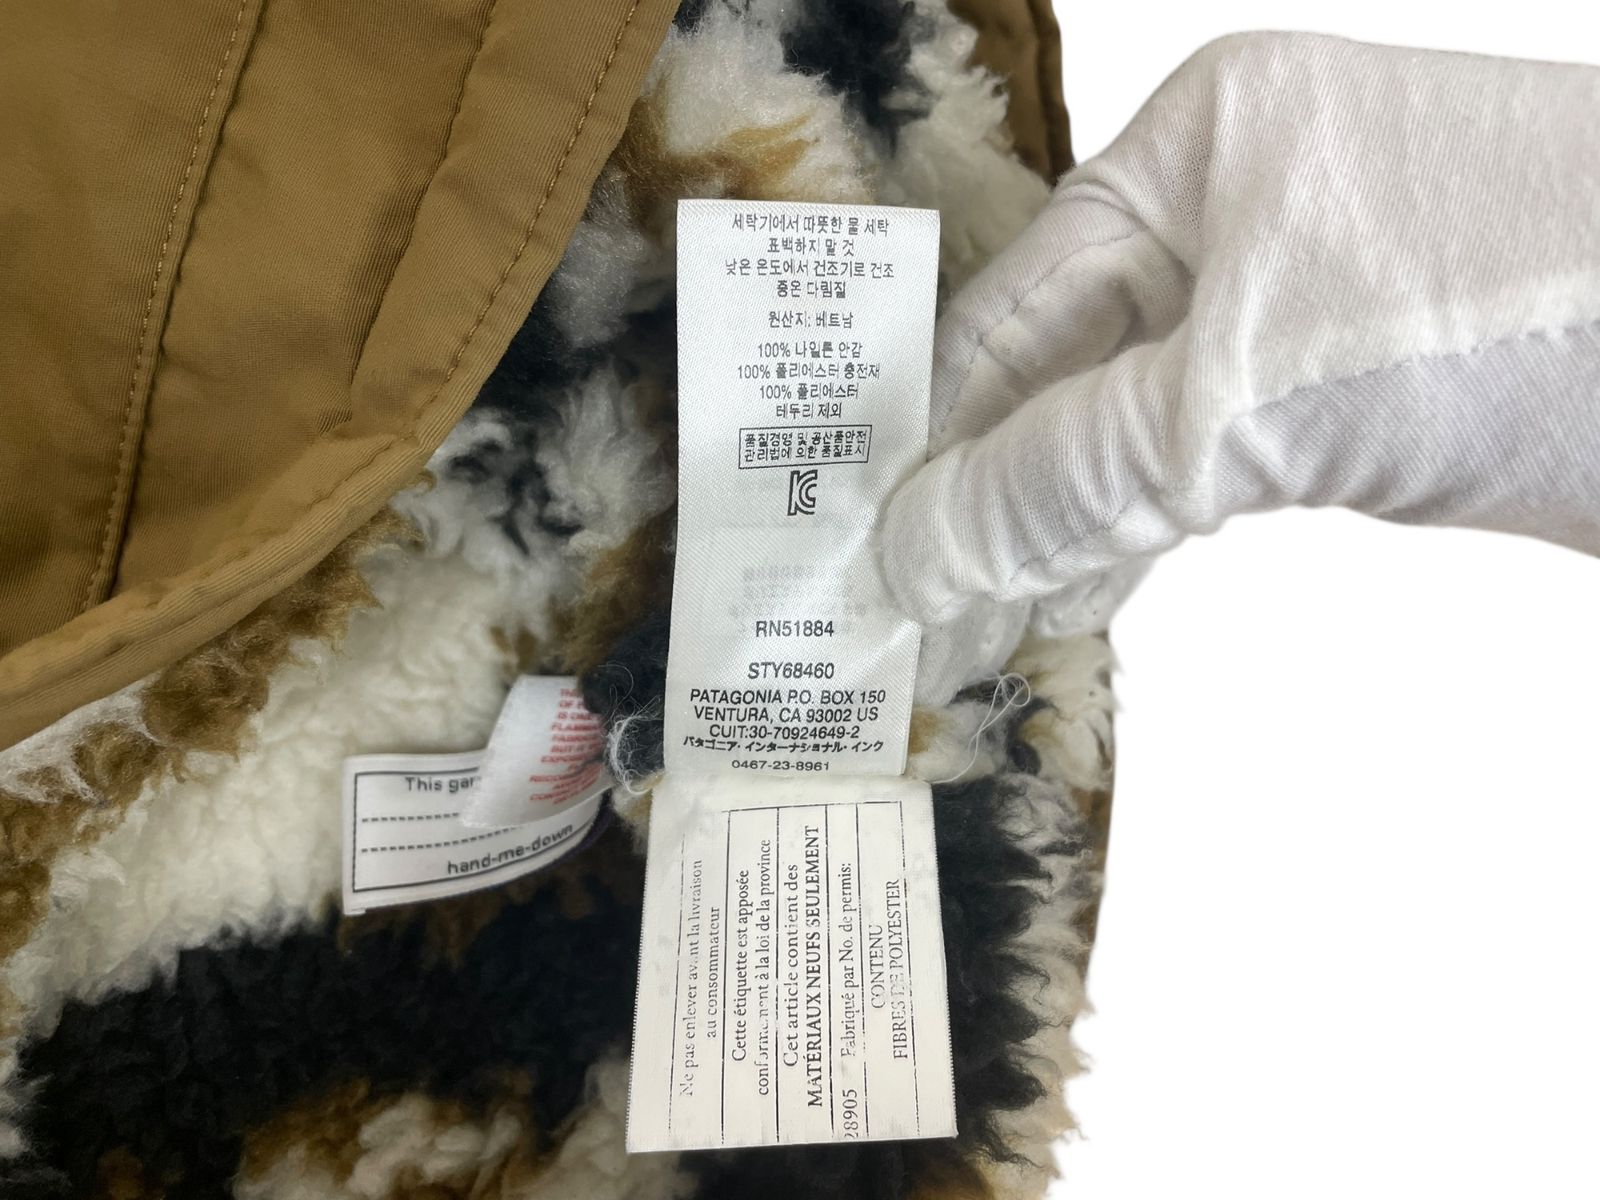 세탁기에서 따뜻한 물 세탁
표백하지 말 것
낮은 온도에서 건조기로 건조
중온 다림질
원산지: 베트남
100% 나일론 안감
100% 폴리에스터 충전재
100% 폴리에스터
테두리 제외
품질경영 및 공산품안전
관리법에 의한 품질표시
RN51884
STY68460
PATAGONIA P.O. BOX 150
VENTURA, CA 93002 US
CUIT:30-70924649-2
パタゴニア・インターナショナル・インク
0467-23-8961
This gar
hand-me-down
Ne pas enlever avant la livraison
au consommateur
Cette étiquette est apposée
conformément à la loi de la province
Cet article contient des
MATÉRIAUX NEUFS SEULEMENT
Fabriqué par No. de permis:
28905
CONTENU
FIBRES DE POLYESTER